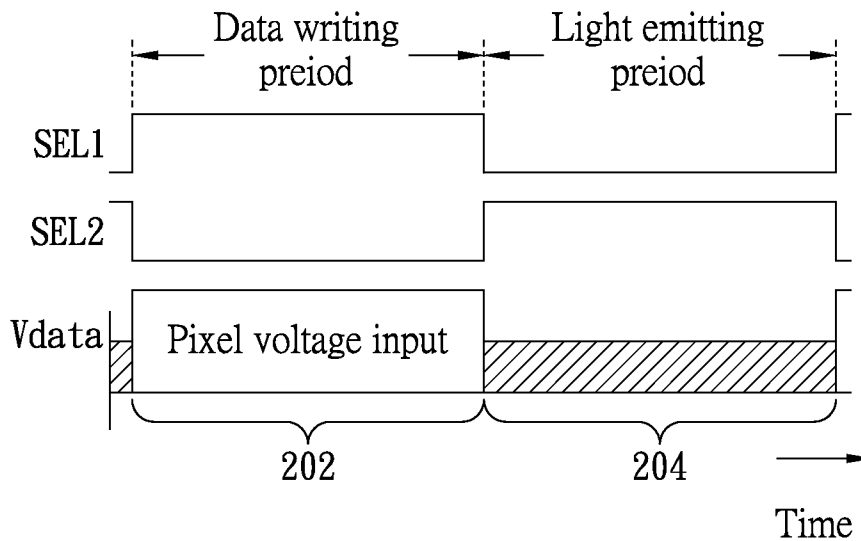 Data writing
preiod
Light emitting
preiod
SEL1
SEL2
Vdata
Pixel voltage input
202
204
Time